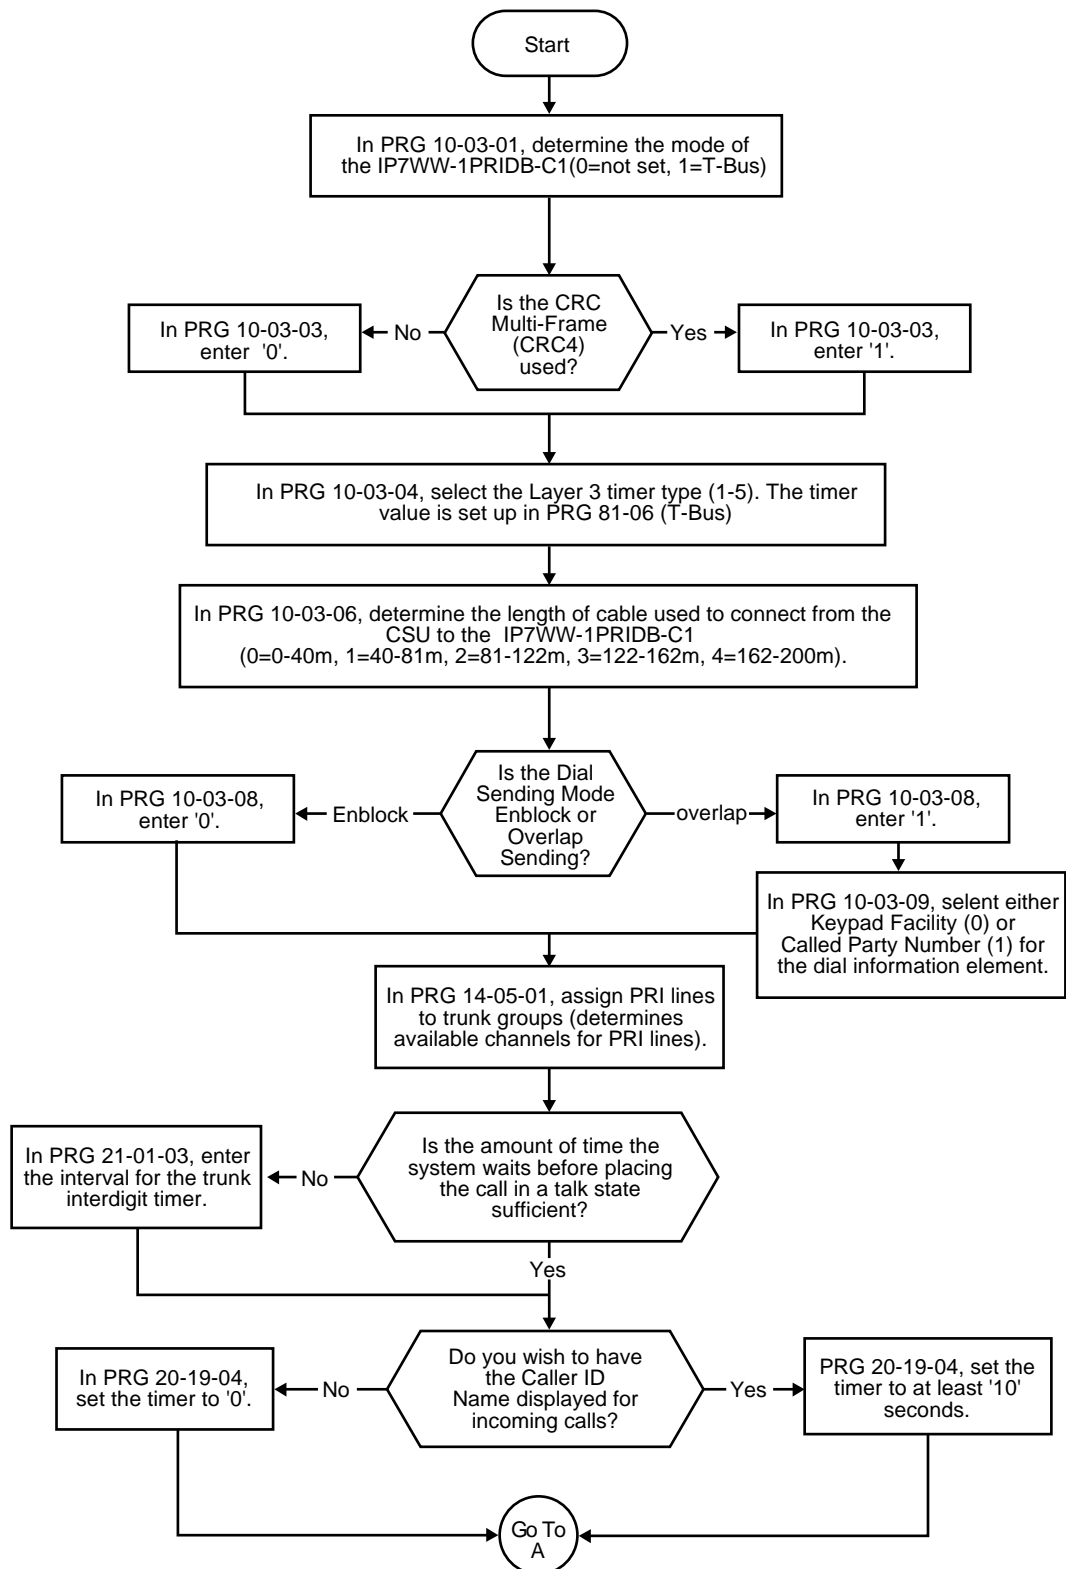 Start
In PRG 10-03-01, determine the mode of
the IP7WW-1PRIDB-C1(0=not set, 1=T-Bus)
Is the CRC
Multi-Frame
(CRC4)
used?
No
Yes
In PRG 10-03-03,
enter '0'.
In PRG 10-03-03,
enter '1'.
In PRG 10-03-04, select the Layer 3 timer type (1-5). The timer
value is set up in PRG 81-06 (T-Bus)
In PRG 10-03-06, determine the length of cable used to connect from the
CSU to the IP7WW-1PRIDB-C1
(0=0-40m, 1=40-81m, 2=81-122m, 3=122-162m, 4=162-200m).
Is the Dial
Sending Mode
Enblock or
Overlap
Sending?
Enblock
overlap
In PRG 10-03-08,
enter '0'.
In PRG 10-03-08,
enter '1'.
In PRG 10-03-09, selent either
Keypad Facility (0) or
Called Party Number (1) for
the dial information element.
In PRG 14-05-01, assign PRI lines
to trunk groups (determines
available channels for PRI lines).
Is the amount of time the
system waits before placing
the call in a talk state
sufficient?
No
In PRG 21-01-03, enter
the interval for the trunk
interdigit timer.
Yes
Do you wish to have
the Caller ID
Name displayed for
incoming calls?
No
Yes
In PRG 20-19-04,
set the timer to '0'.
PRG 20-19-04, set the
timer to at least '10'
seconds.
Go To
A